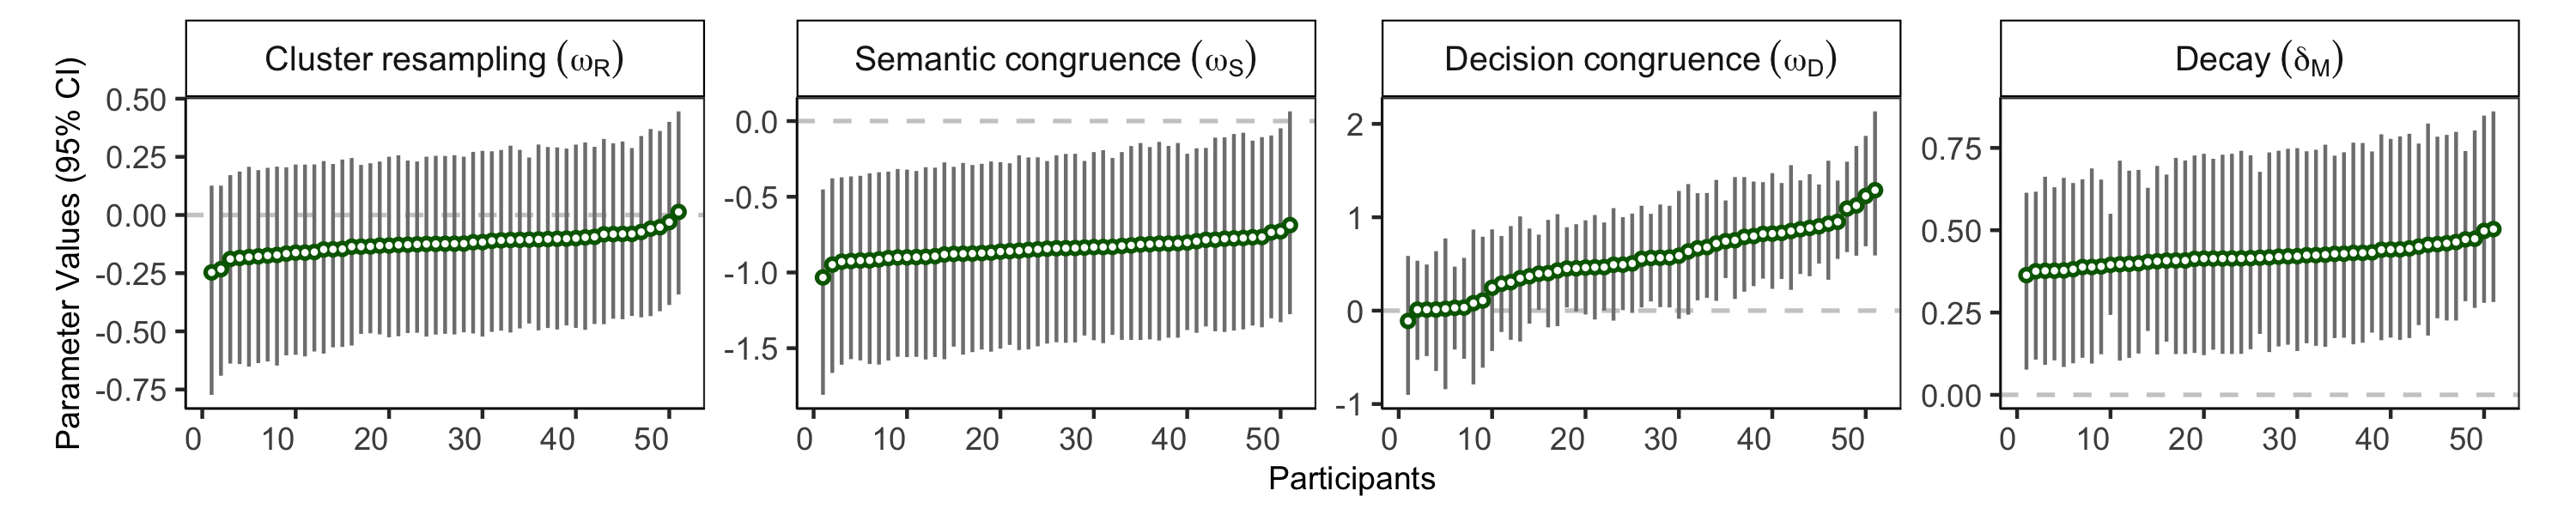 Cluster resampling (ωR)
Semantic congruence (ωS)
Decision congruence (ωD)
Decay (δM)
Parameter Values (95% CI)
0.50
0.25
0.00
-0.25
-0.50
-0.75
0 10 20 30 40 50
0.0
-0.5
-1.0
-1.5
0 10 20 30 40 50
2
1
0
-1
0 10 20 30 40 50
0.75
0.50
0.25
0.00
0 10 20 30 40 50
Participants